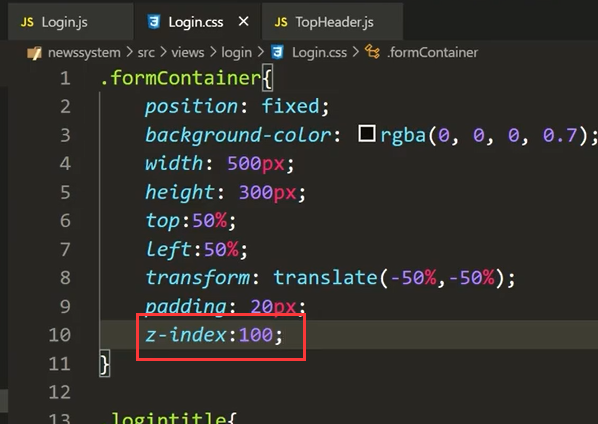 JS Login.js Login.css × JS TopHeader.js
newssystem > src > views > login > Login.css > .formContainer
1 .formContainer{
2 position: fixed;
3 background-color: rgba(0, 0, 0, 0.7);
4 width: 500px;
5 height: 300px;
6 top:50%;
7 left:50%;
8 transform: translate(-50%,-50%);
9 padding: 20px;
10 z-index:100;
11 }
12
13 .logintitle{